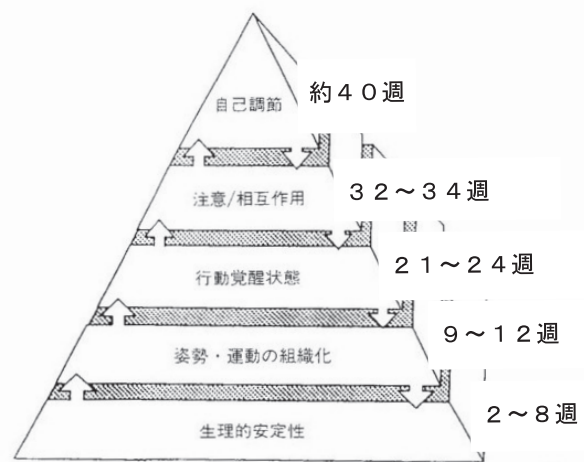 自己調節
約40週
注意/相互作用
32～34週
行動覚醒状態
21～24週
姿勢・運動の組織化
9～12週
生理的安定性
2～8週